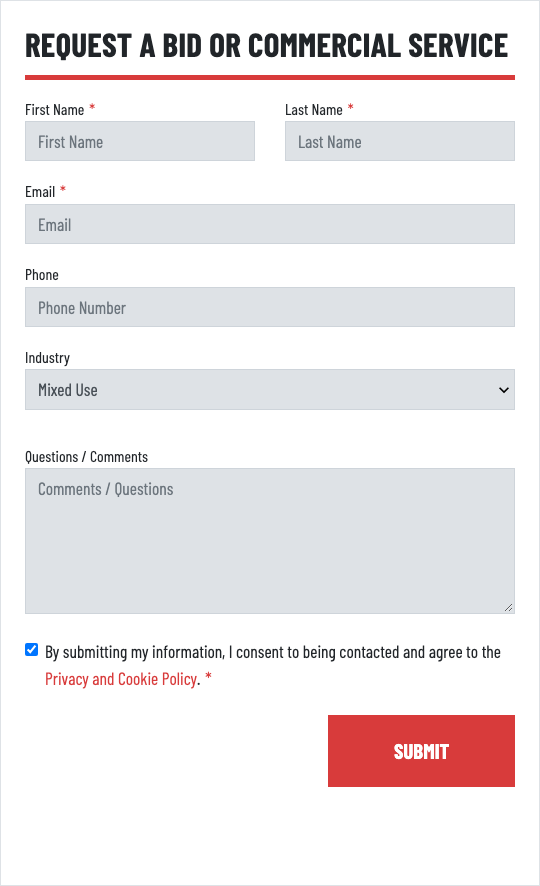 REQUEST A BID OR COMMERCIAL SERVICE
First Name *
Last Name *
First Name
Last Name
Email *
Email
Phone
Phone Number
Industry
Mixed Use
Questions / Comments
Comments / Questions
By submitting my information, I consent to being contacted and agree to the
Privacy and Cookie Policy. *
SUBMIT